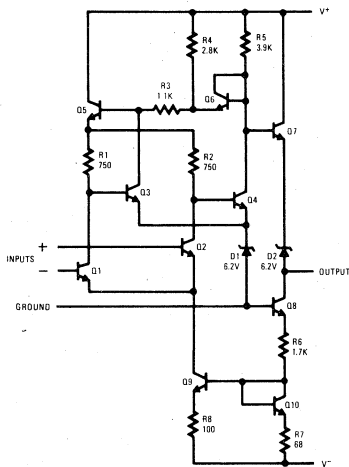 V+
R4
2.8K
R5
3.9K
R3
1.1K
Q6
Q5
Q7
R1
750
R2
750
Q3
Q4
+
Q2
INPUTS
D1
6.2V
D2
6.2V
OUTPUT
−
Q1
GROUND
Q8
R6
1.7K
Q9
Q10
R8
100
R7
68
V−